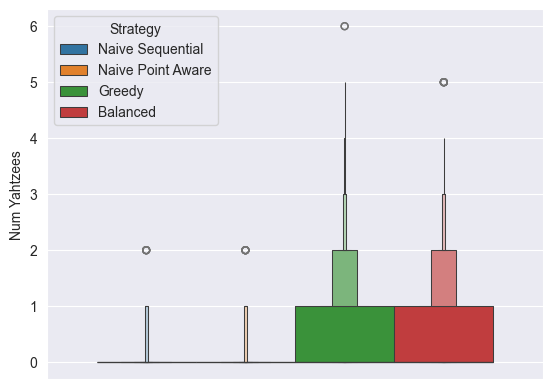 Strategy
Naive Sequential
Naive Point Aware
Greedy
Balanced
Num Yahtzees
6
5
4
3
2
1
0